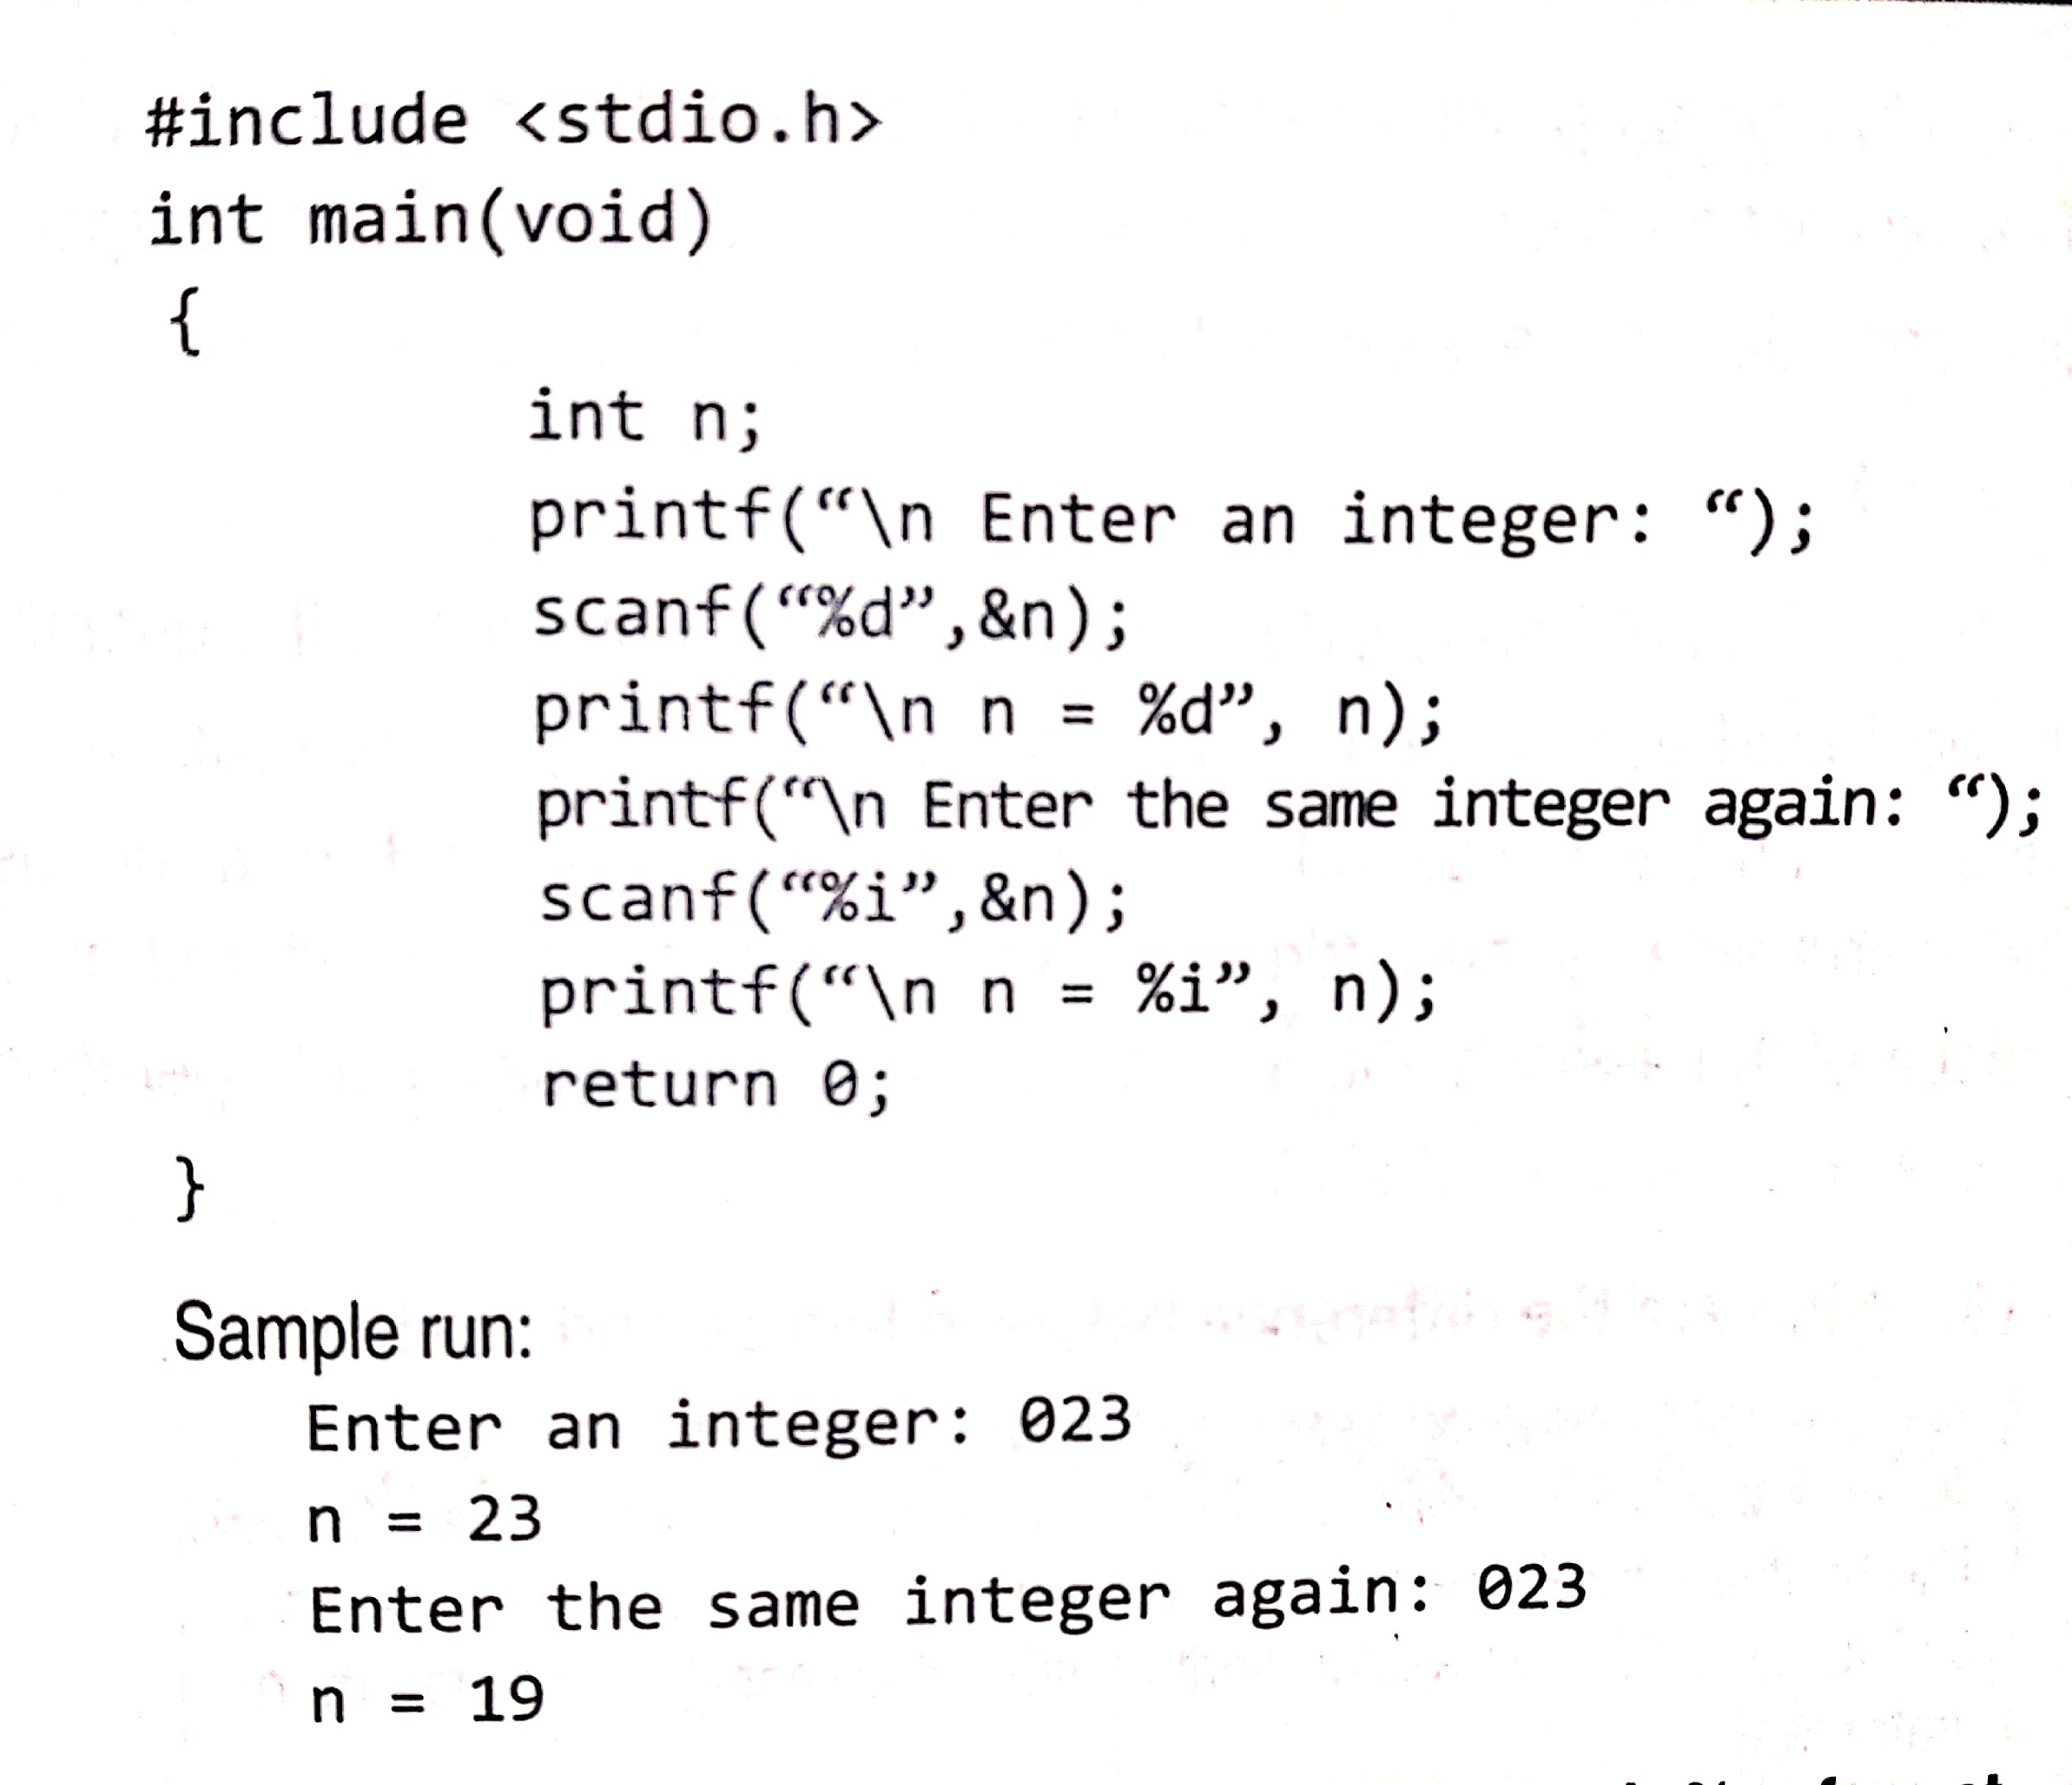 #include <stdio.h>
int main(void)
{
int n;
printf(“\n Enter an integer: “);
scanf(“%d”,&n);
printf(“\n n = %d”, n);
printf(“\n Enter the same integer again: “);
scanf(“%i”,&n);
printf(“\n n = %i”, n);
return 0;
}
Sample run:
Enter an integer: 023
n = 23
Enter the same integer again: 023
n = 19